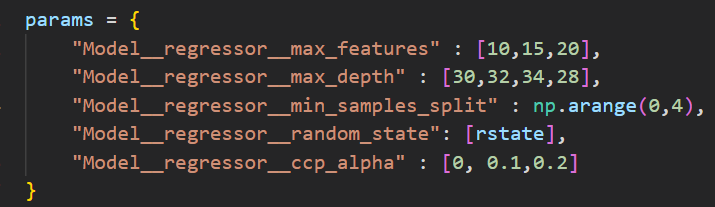 params = {
"Model__regressor__max_features" : [10,15,20],
"Model__regressor__max_depth" : [30,32,34,28],
"Model__regressor__min_samples_split" : np.arange(0,4),
"Model__regressor__random_state": [rstate],
"Model__regressor__ccp_alpha" : [0, 0.1,0.2]
}